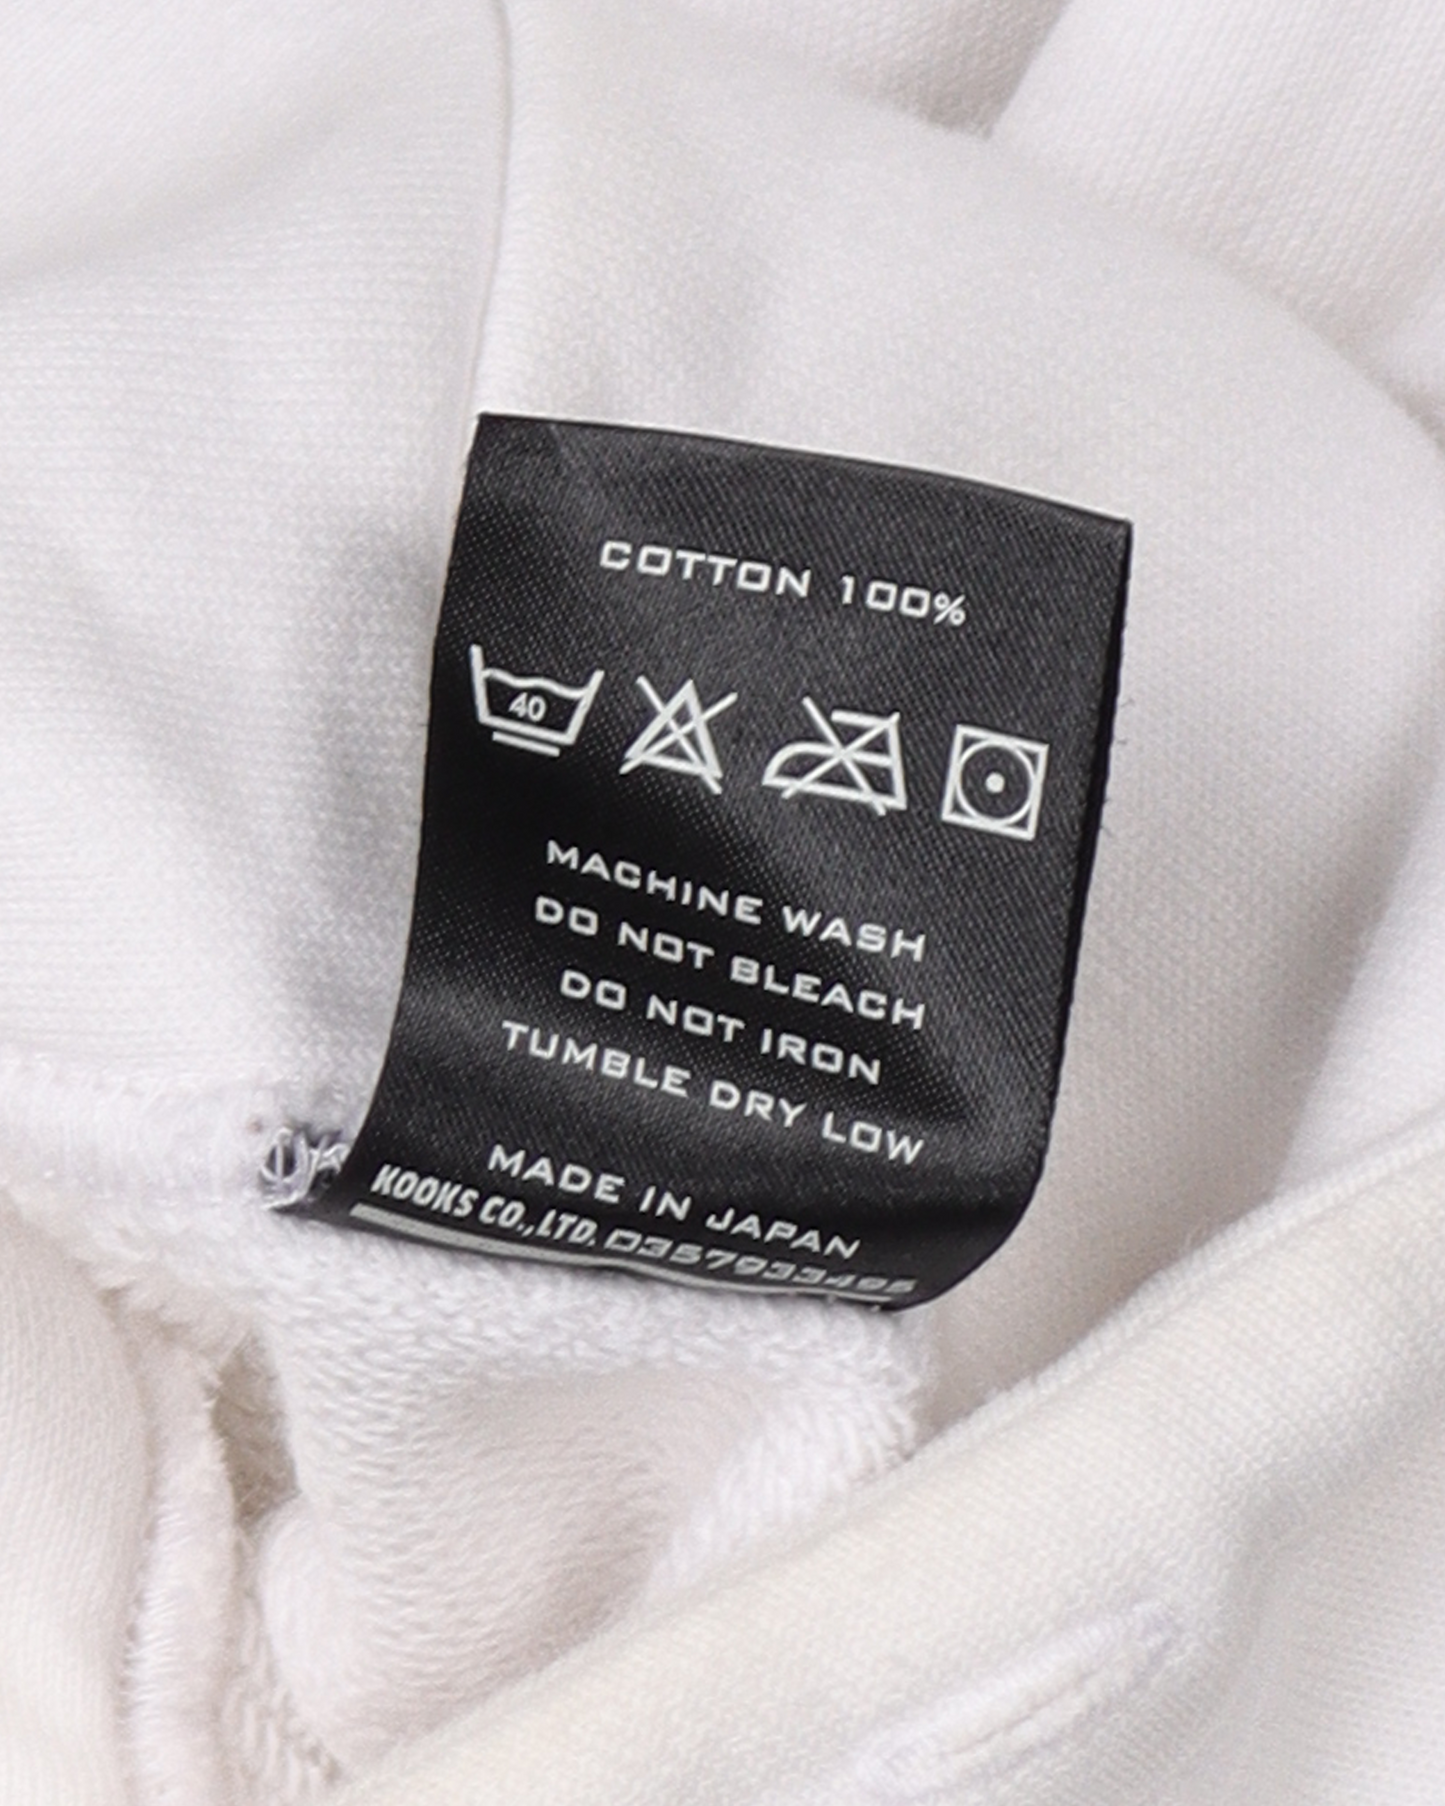 COTTON 100%
40
MACHINE WASH
DO NOT BLEACH
DO NOT IRON
TUMBLE DRY LOW
MADE IN JAPAN
KOOKS CO.,LTD. 0357933495